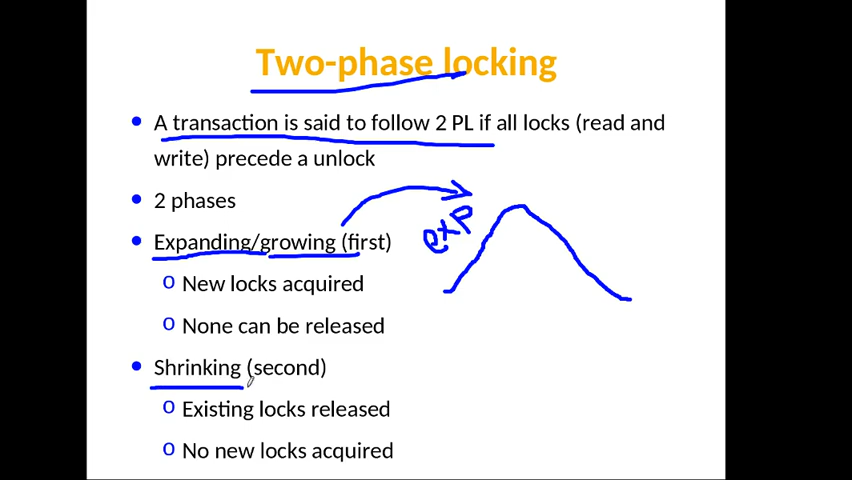 Two-phase locking
• A transaction is said to follow 2 PL if all locks (read and
write) precede a unlock
• 2 phases
• Expanding/growing (first)
exp
o New locks acquired
o None can be released
• Shrinking (second)
o Existing locks released
o No new locks acquired